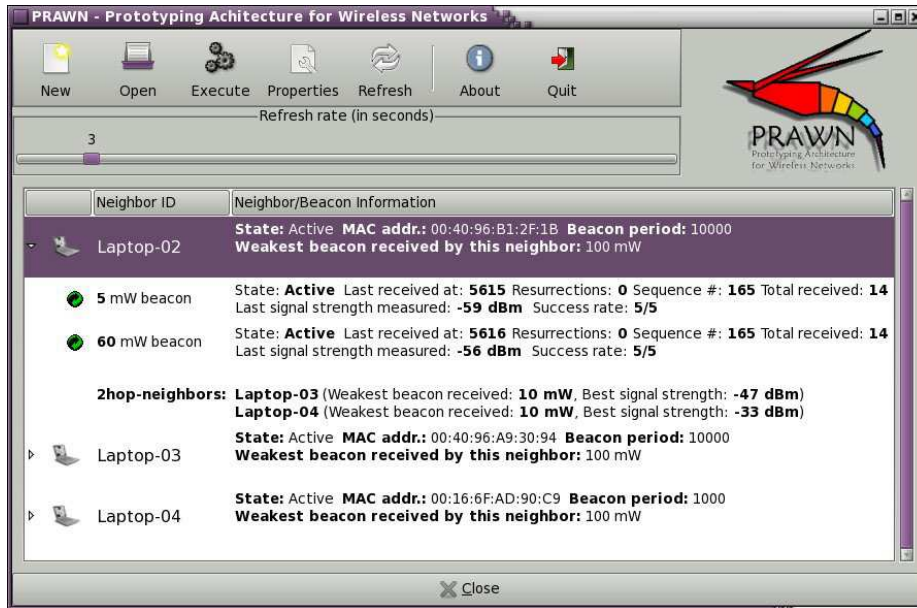 PRAWN - Prototyping Achitecture for Wireless Networks
New Open Execute Properties Refresh About Quit
Refresh rate (in seconds)
3
PRAWN
Prototyping Architecture
for Wireless Networks
Neighbor ID Neighbor/Beacon Information
Laptop-02
State: Active MAC addr.: 00:40:96:B1:2F:1B Beacon period: 10000
Weakest beacon received by this neighbor: 100 mW
5 mW beacon
State: Active Last received at: 5615 Resurrections: 0 Sequence #: 165 Total received: 14
Last signal strength measured: -59 dBm Success rate: 5/5
60 mW beacon
State: Active Last received at: 5616 Resurrections: 0 Sequence #: 165 Total received: 14
Last signal strength measured: -56 dBm Success rate: 5/5
2hop-neighbors: Laptop-03 (Weakest beacon received: 10 mW, Best signal strength: -47 dBm)
Laptop-04 (Weakest beacon received: 10 mW, Best signal strength: -33 dBm)
Laptop-03
State: Active MAC addr.: 00:40:96:A9:30:94 Beacon period: 10000
Weakest beacon received by this neighbor: 100 mW
Laptop-04
State: Active MAC addr.: 00:16:6F:AD:90:C9 Beacon period: 1000
Weakest beacon received by this neighbor: 100 mW
Close